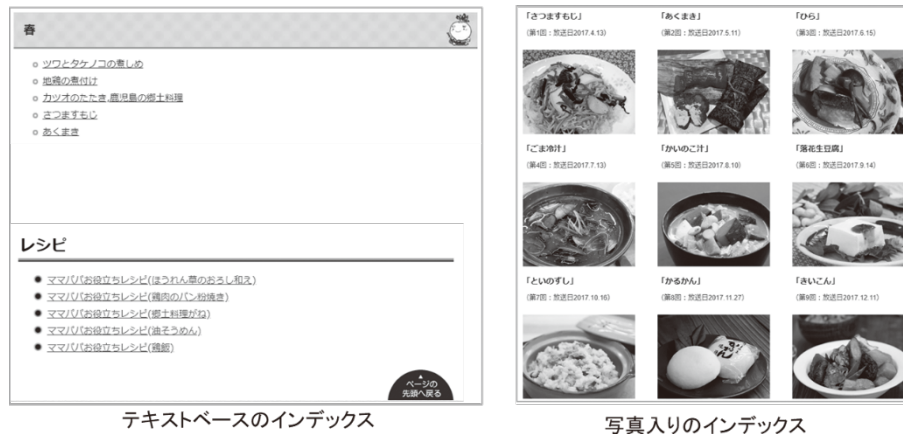 春
ツワとタケノコの煮しめ
地鶏の煮付け
カツオのたたき,鹿児島の郷土料理
さつますもじ
あくまき
レシピ
ママパパお役立ちレシピ(ほうれん草のおろし和え)
ママパパお役立ちレシピ(鶏肉のパン粉焼き)
ママパパお役立ちレシピ(郷土料理がね)
ママパパお役立ちレシピ(油そうめん)
ママパパお役立ちレシピ(鶏飯)
ページの
先頭へ戻る
テキストベースのインデックス
「さつますもじ」 「あくまき」 「ひら」
(第1回:放送日2017.4.13) (第2回:放送日2017.5.11) (第3回:放送日2017.6.15)
「ごま冷汁」 「かいのこ汁」 「落花生豆腐」
(第4回:放送日2017.7.13) (第5回:放送日2017.8.10) (第6回:放送日2017.9.14)
「といのすし」 「かるかん」 「きいこん」
(第7回:放送日2017.10.16) (第8回:放送日2017.11.27) (第9回:放送日2017.12.11)
写真入りのインデックス